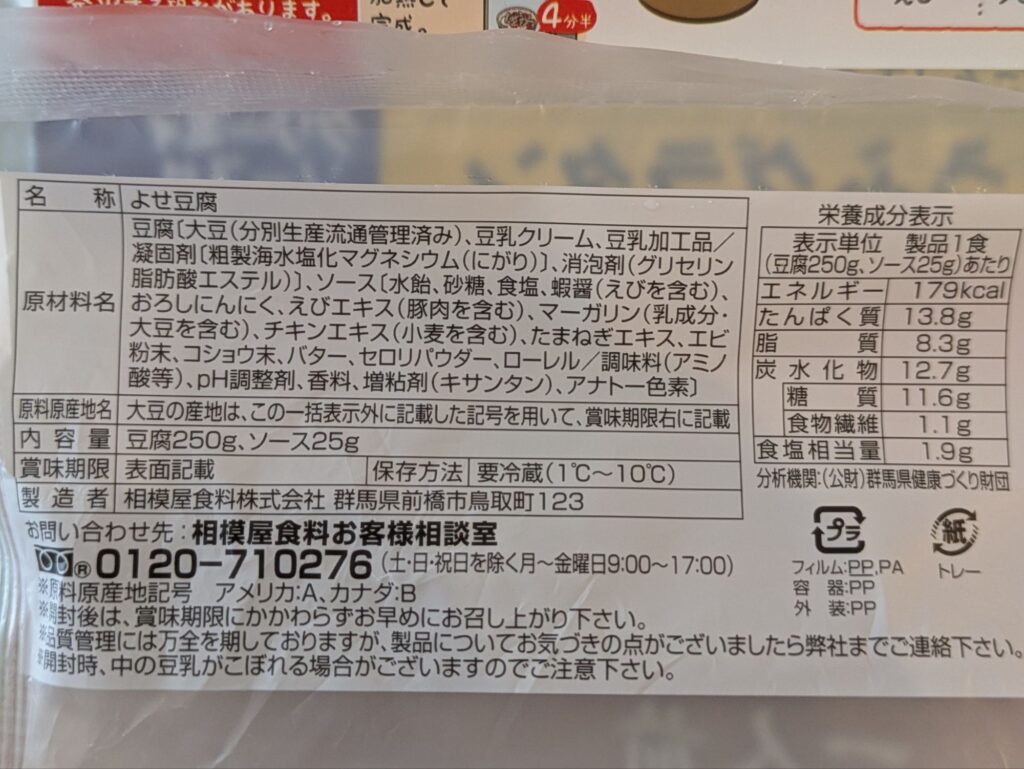 があります。
完成。
4分半
名称 よせ豆腐
原材料名
豆腐〔大豆(分別生産流通管理済み)、豆乳クリーム、豆乳加工品／
凝固剤〔粗製海水塩化マグネシウム(にがり)〕、消泡剤(グリセリン
脂肪酸エステル)〕、ソース〔水飴、砂糖、食塩、蝦醤(えびを含む)、
おろしにんにく、えびエキス(豚肉を含む)、マーガリン(乳成分・
大豆を含む)、チキンエキス(小麦を含む)、たまねぎエキス、エビ
粉末、コショウ末、バター、セロリパウダー、ローレル／調味料(アミノ
酸等)、pH調整剤、香料、増粘剤(キサンタン)、アナトー色素〕
原料原産地名 大豆の産地は、この一括表示外に記載した記号を用いて、賞味期限右に記載
内容量 豆腐250g、ソース25g
賞味期限 表面記載 保存方法 要冷蔵(1℃～10℃)
製造者 相模屋食料株式会社 群馬県前橋市鳥取町123
お問い合わせ先：相模屋食料お客様相談室
®0120-710276(土・日・祝日を除く月～金曜日9:00～17:00)
※原料原産地記号 アメリカ:A、カナダ:B
※開封後は、賞味期限にかかわらずお早めにお召し上がり下さい。
※品質管理には万全を期しておりますが、製品についてお気づきの点がございましたら弊社までご連絡下さい。
※開封時、中の豆乳がこぼれる場合がございますのでご注意下さい。
栄養成分表示
表示単位 製品1食
(豆腐250g、ソース25g)あたり
エネルギー 179kcal
たんぱく質 13.8g
脂質 8.3g
炭水化物 12.7g
糖質 11.6g
食物繊維 1.1g
食塩相当量 1.9g
分析機関:(公財)群馬県健康づくり財団
プラ
フィルム:PP,PA
容器:PP
外装:PP
紙
トレー